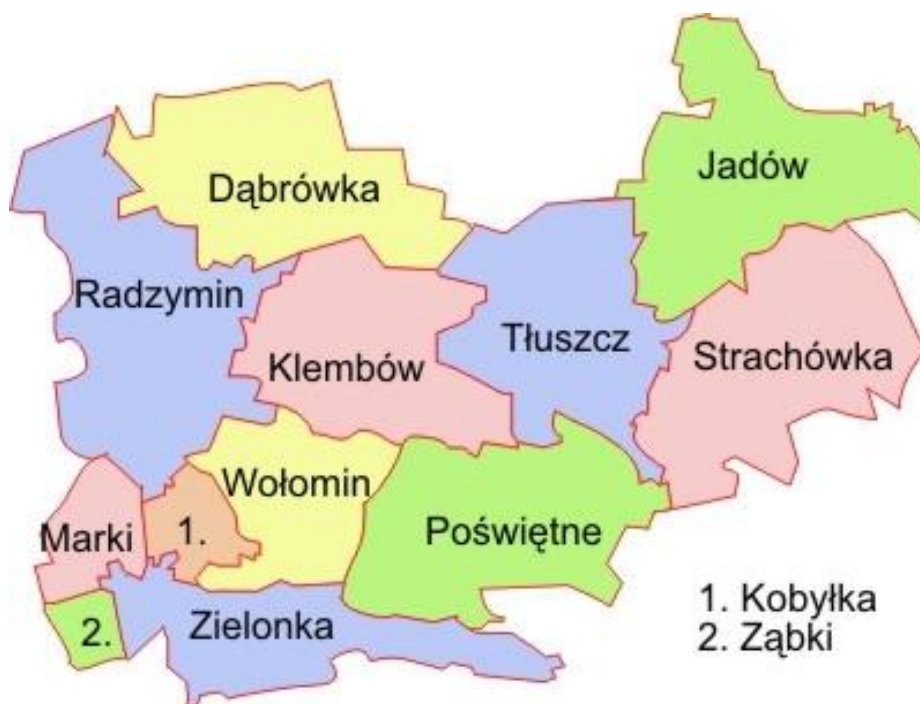 Jadów
Dąbrówka
Radzymin
Tłuszcz
Strachówka
Klembów
Wołomin
Marki
1.
Poświętne
2.
Zielonka
1. Kobyłka
2. Ząbki